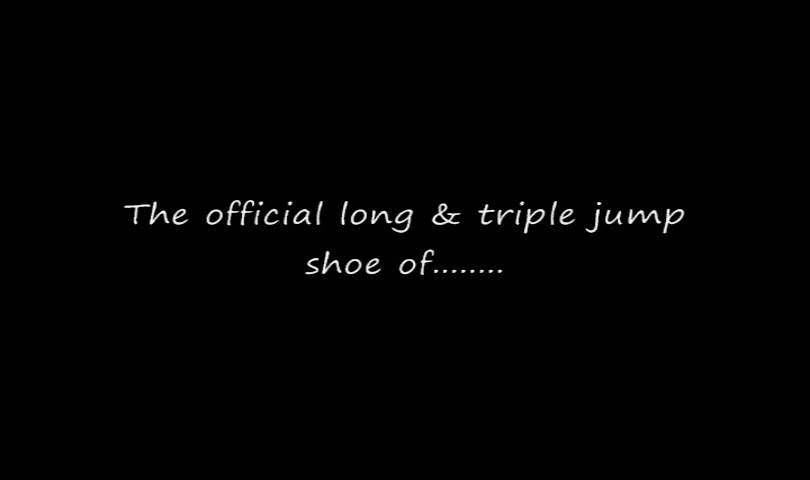 The official long & triple jump
shoe of........